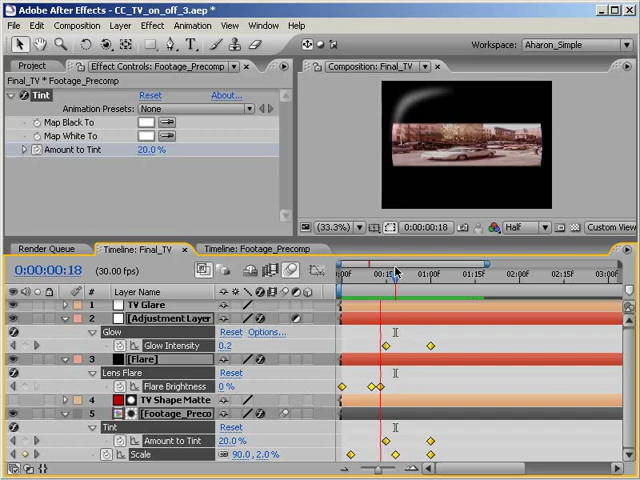 Adobe After Effects - CC_TV_on_off_3.aep *
File Edit Composition Layer Effect Animation View Window Help
Workspace: Aharon_Simple
Project Effect Controls: Footage_Precomp
Composition: Final_TV
Final_TV * Footage_Precomp
Tint Reset About...
Animation Presets: None
Map Black To
Map White To
Amount to Tint 20.0 %
(33.3%) 0:00:00:18 Half Custom View
Render Queue Timeline: Final_TV Timeline: Footage_Precomp
0:00:00:18 (30.00 fps)
00:15f 01:00f 01:15f 02:00f 02:15f 03:00f
# Layer Name
1 TV Glare
2 [Adjustment Layer
Glow Reset Options...
Glow Intensity 0.2
3 [Flare]
Lens Flare Reset
Flare Brightness 0 %
4 TV Shape Matte
5 [Footage_Preco
Tint Reset
Amount to Tint 20.0 %
Scale 90.0, 2.0 %